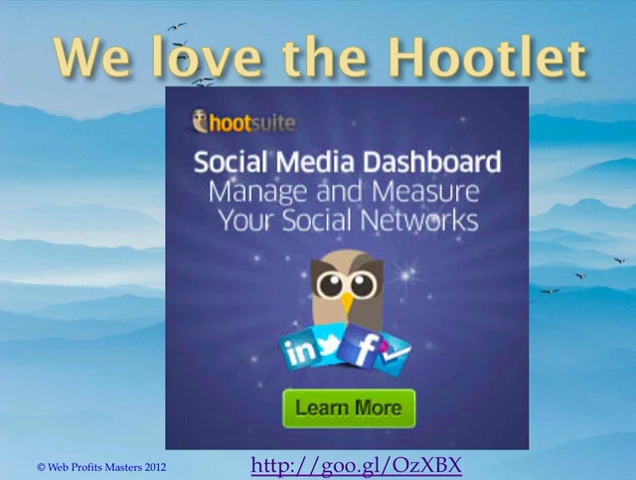 We love the Hootlet
hootsuite
Social Media Dashboard
Manage and Measure
Your Social Networks
in f
Learn More
© Web Profits Masters 2012
http://goo.gl/OzXBX